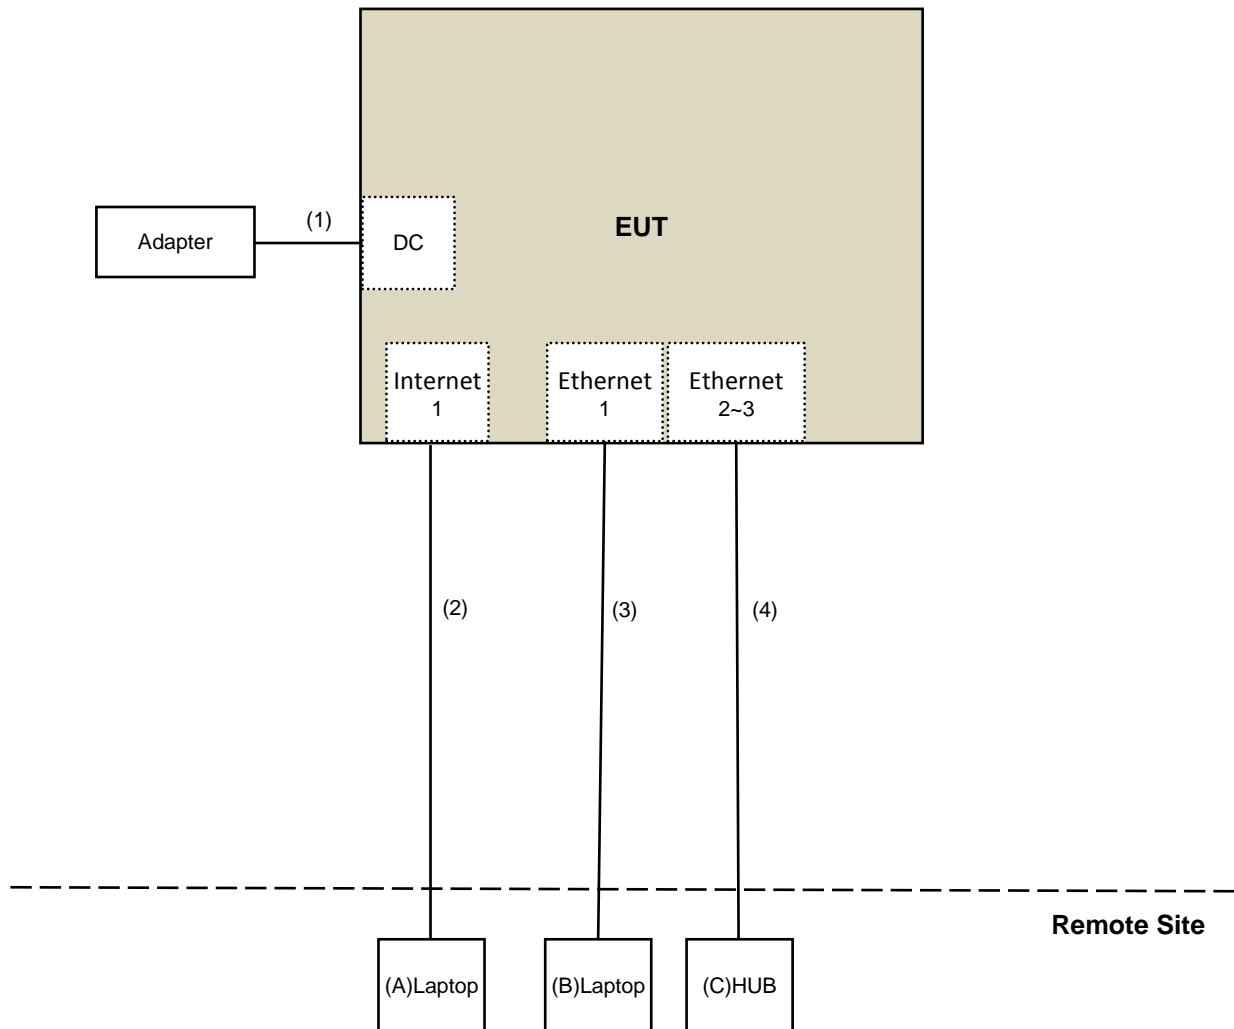 EUT
(1)
Adapter
DC
Internet
1
Ethernet
1
Ethernet
2~3
(2)
(3)
(4)
Remote Site
(A)Laptop
(B)Laptop
(C)HUB